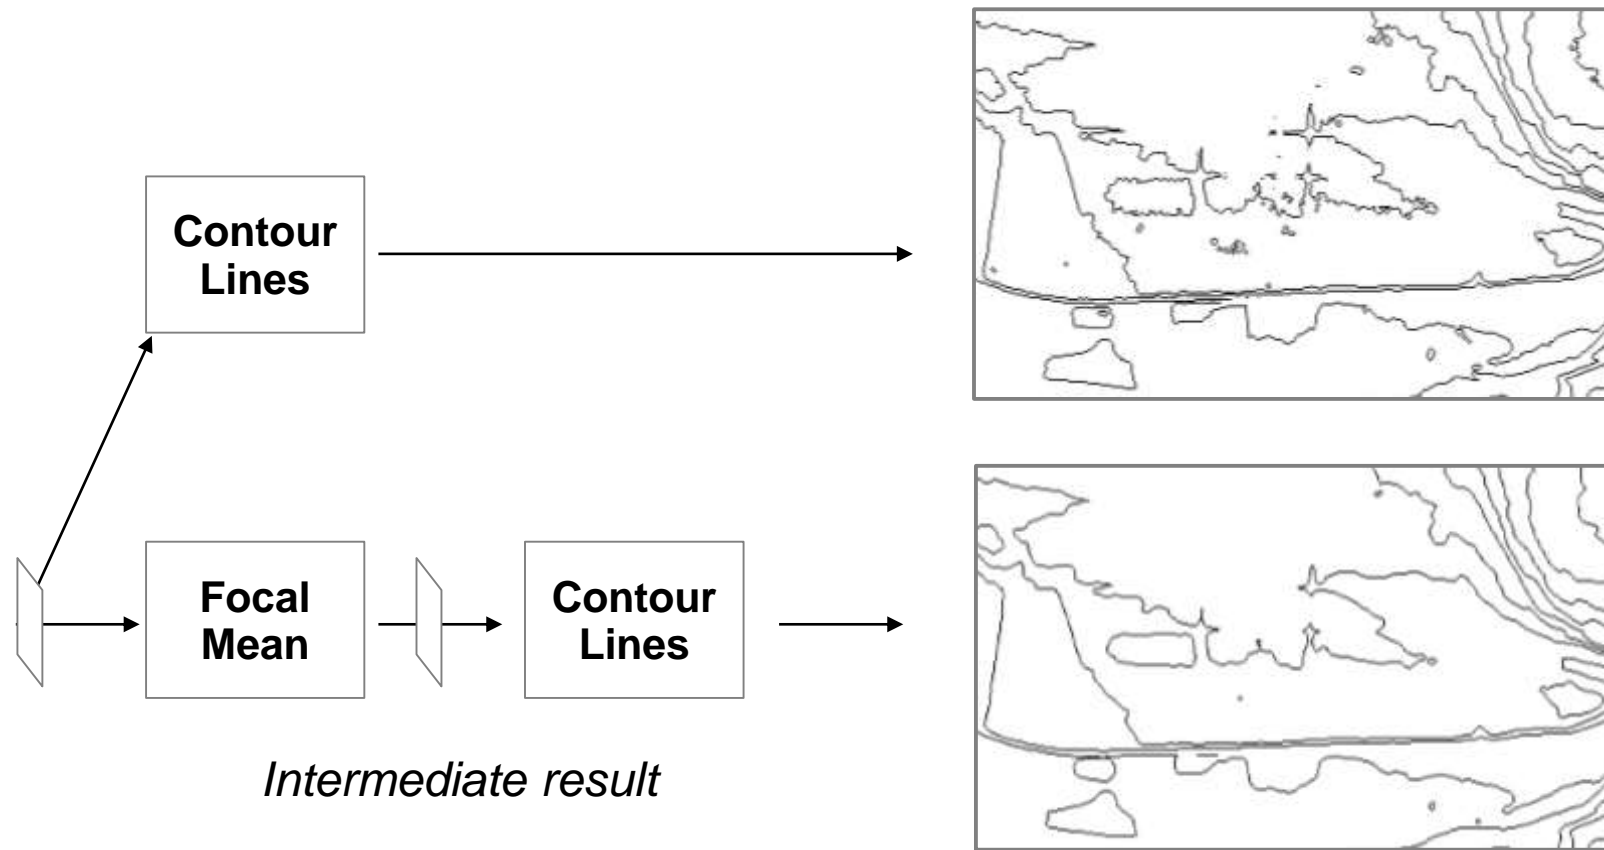 Contour
Lines
Focal
Mean
Contour
Lines
Intermediate result